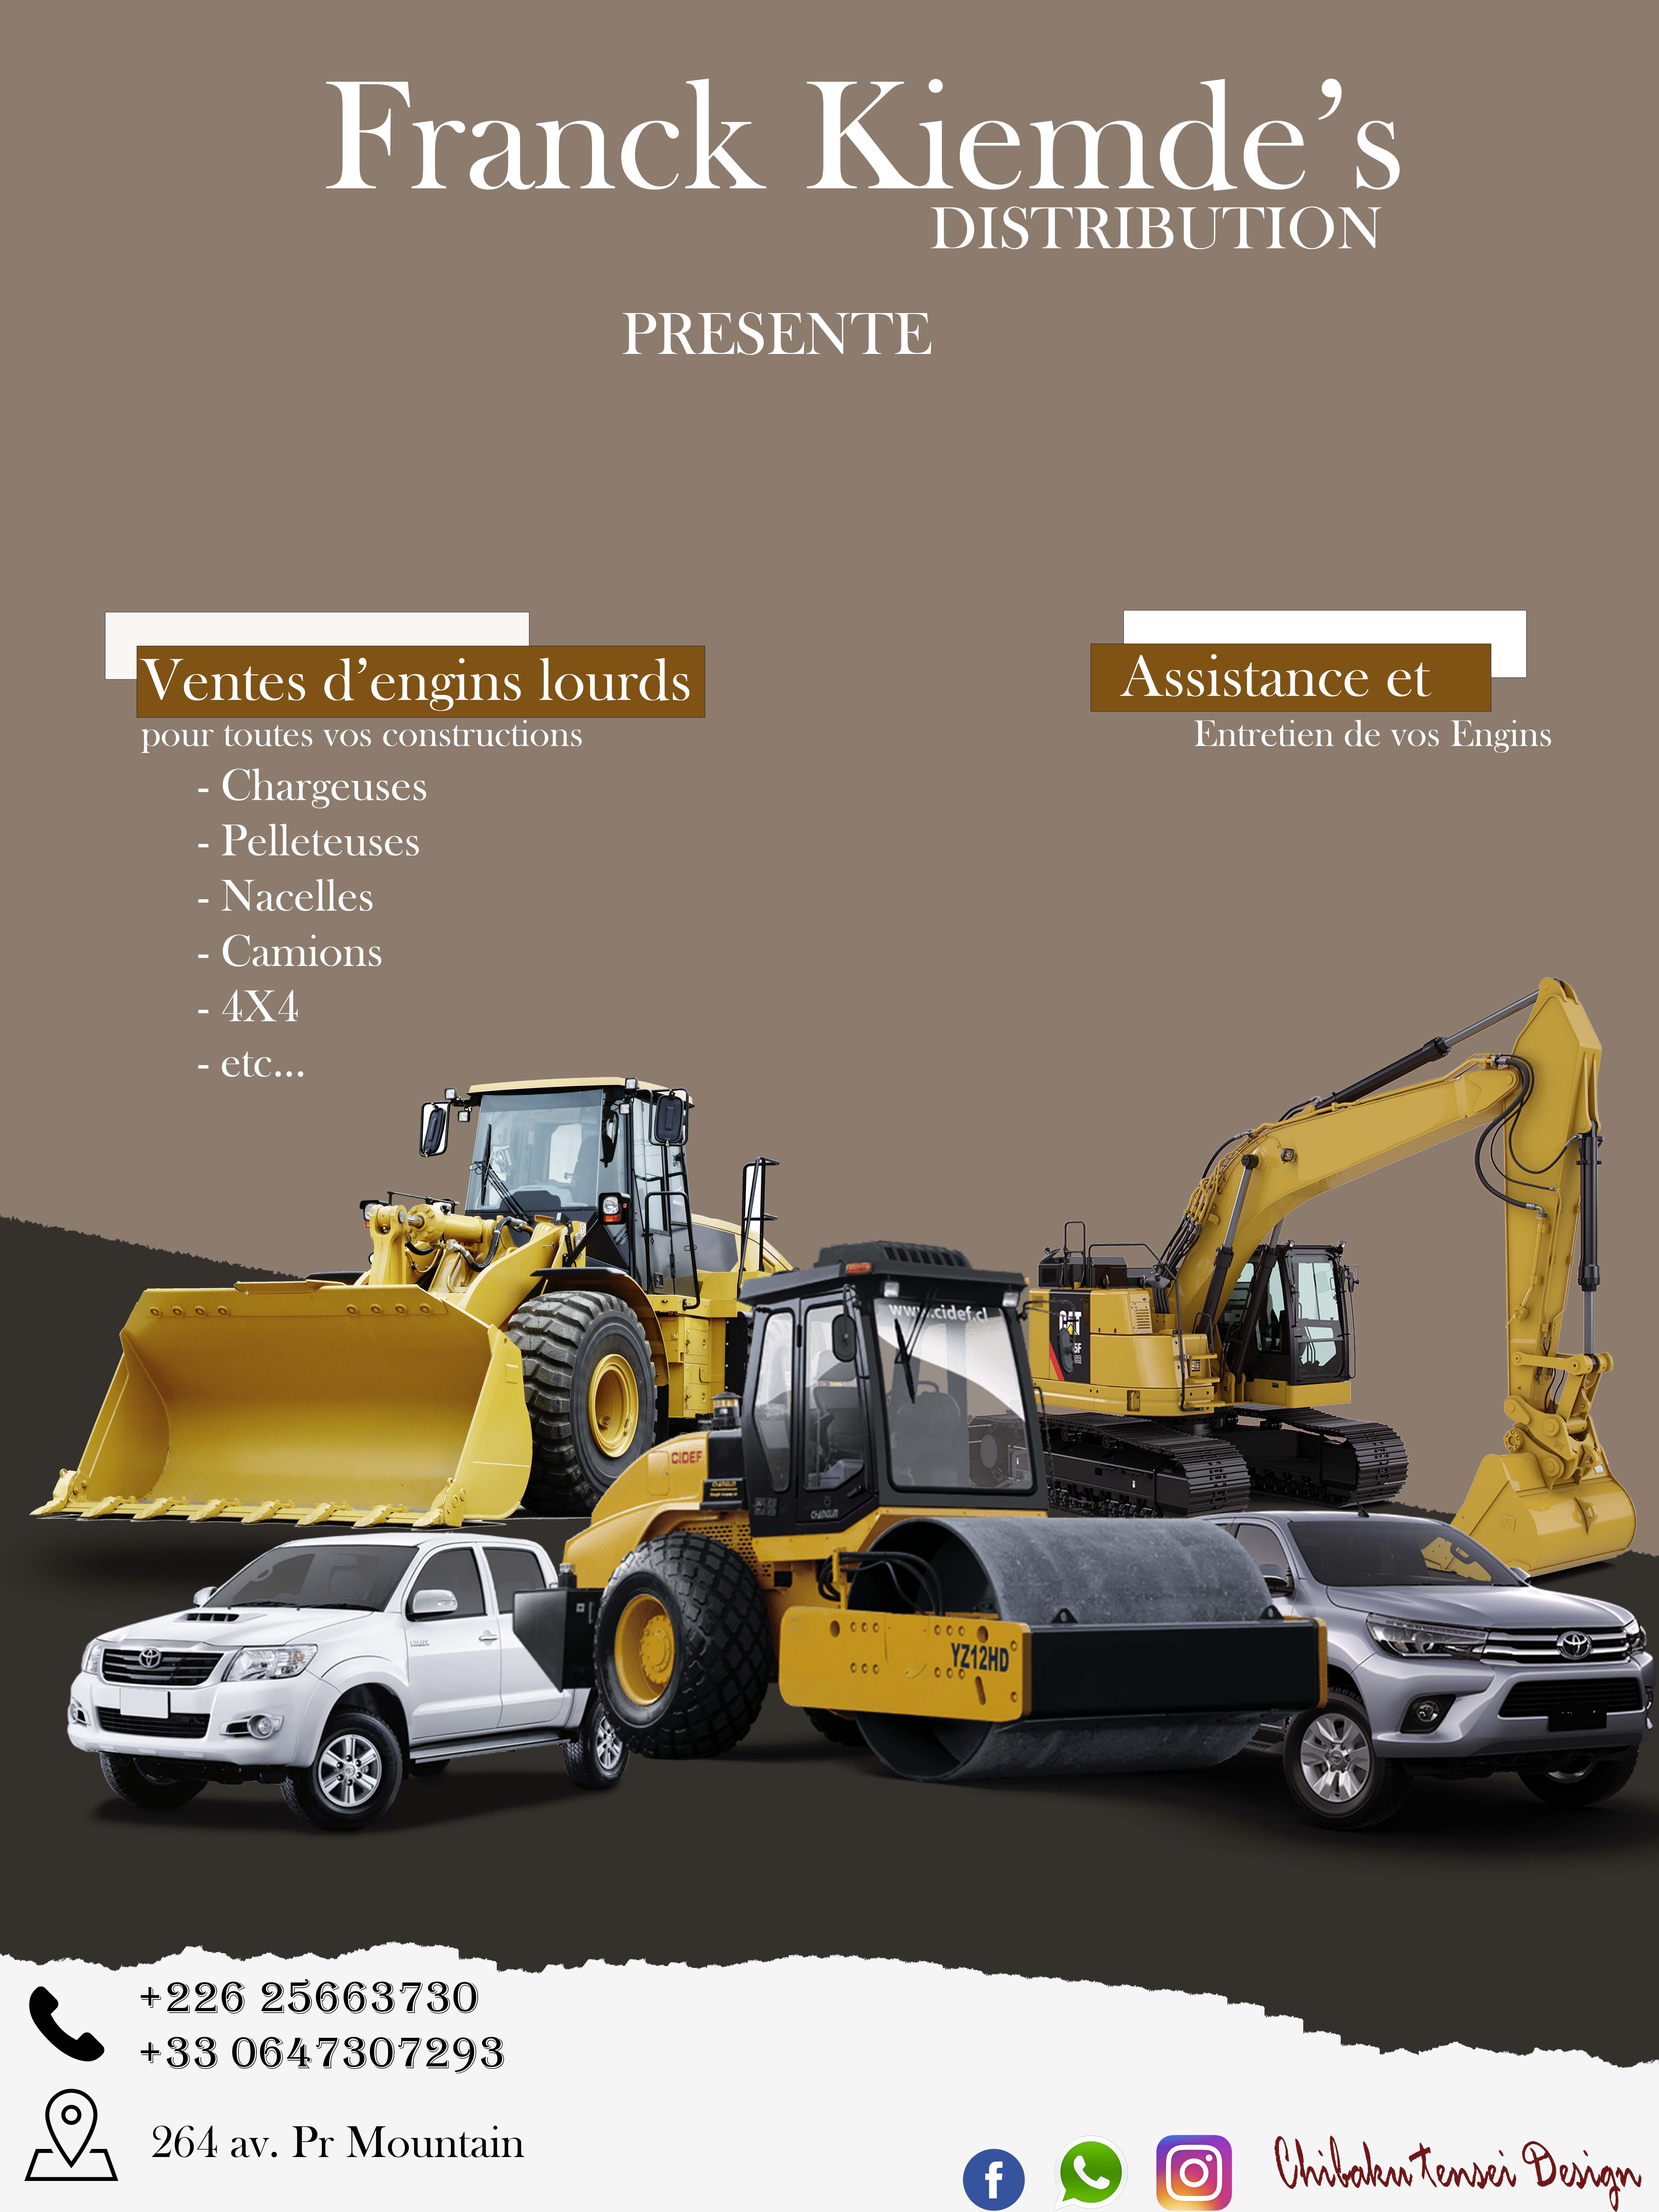 Franck Kiemde’s
DISTRIBUTION
PRESENTE
Ventes d’engins lourds
pour toutes vos constructions
- Chargeuses
- Pelleteuses
- Nacelles
- Camions
- 4X4
- etc...
Assistance et
Entretien de vos Engins
www.cidef.cl
CAT
CIDEF
CHANGLIN
YZ12HD
+226 25663730
+33 0647307293
264 av. Pr Mountain
Chibaku Tensei Design